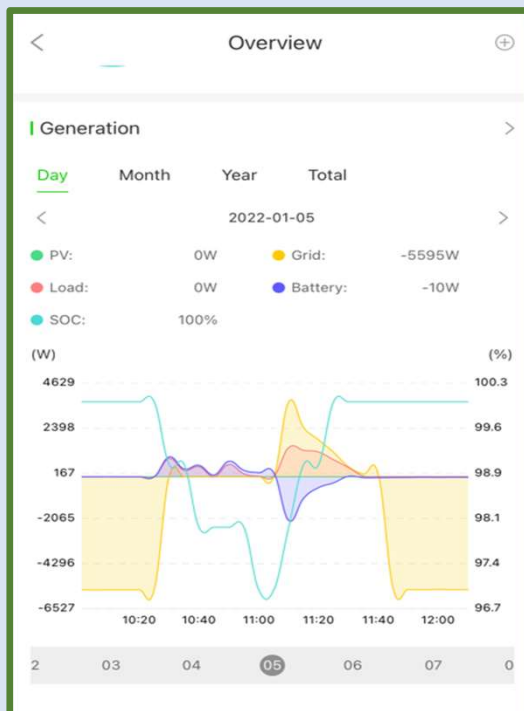 Overview
Generation
Day Month Year Total
2022-01-05
PV: 0W Grid: -5595W
Load: 0W Battery: -10W
SOC: 100%
(W) (%)
4629 100.3
2398 99.6
167 98.9
-2065 98.1
-4296 97.4
-6527 96.7
10:20 10:40 11:00 11:20 11:40 12:00
2 03 04 05 06 07 0